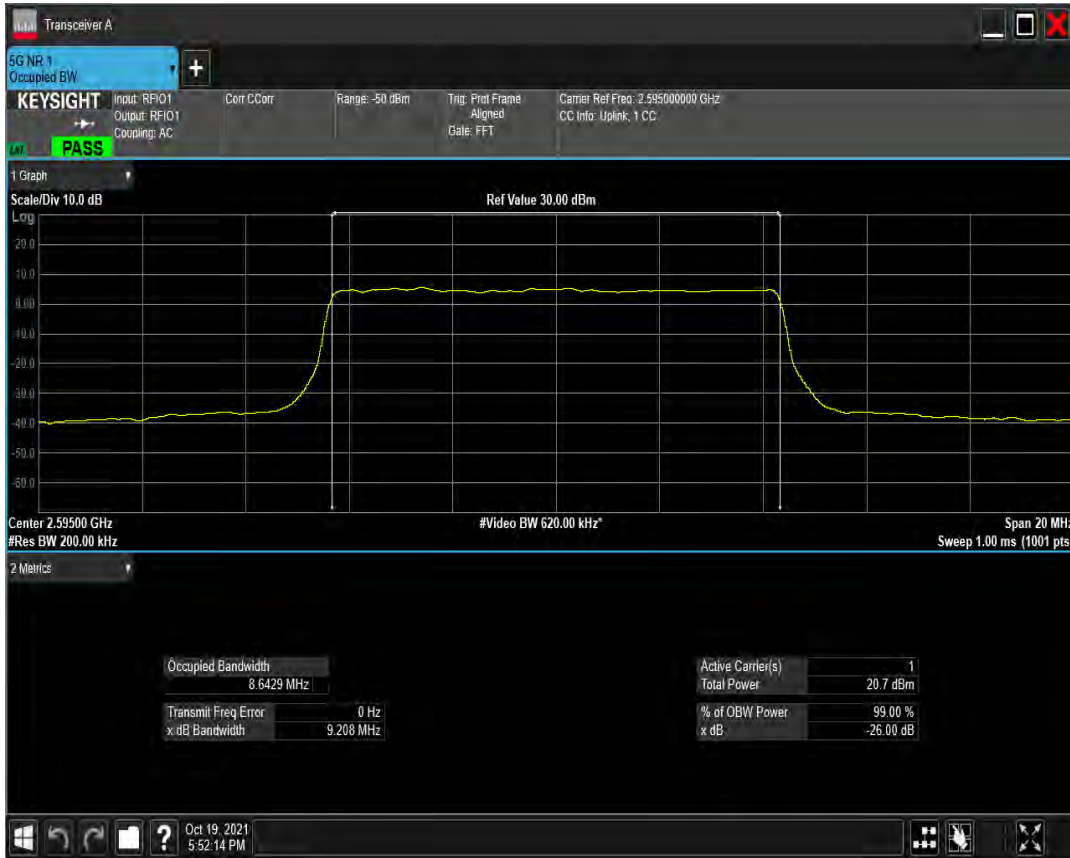 Transceiver A
5G NR 1
Occupied BW
+
KEYSIGHT
PASS
Input: RFIO1
Output: RFIO1
Coupling: AC
Corr CCorr
Range: -50 dBm
Trig: Prot Frame
Aligned
Gate: FFT
Carrier Ref Freq: 2.595000000 GHz
CC Info: Uplink, 1 CC
1 Graph
Scale/Div 10.0 dB
Ref Value 30.00 dBm
Log
20.0
10.0
0.00
-10.0
-20.0
-30.0
-40.0
-50.0
-60.0
Center 2.59500 GHz
#Video BW 620.00 kHz*
Span 20 MHz
#Res BW 200.00 kHz
Sweep 1.00 ms (1001 pts
2 Metrics
Occupied Bandwidth
8.6429 MHz
Transmit Freq Error 0 Hz
x dB Bandwidth 9.208 MHz
Active Carrier(s) 1
Total Power 20.7 dBm
% of OBW Power 99.00 %
x dB -26.00 dB
?
Oct 19, 2021
5:52:14 PM